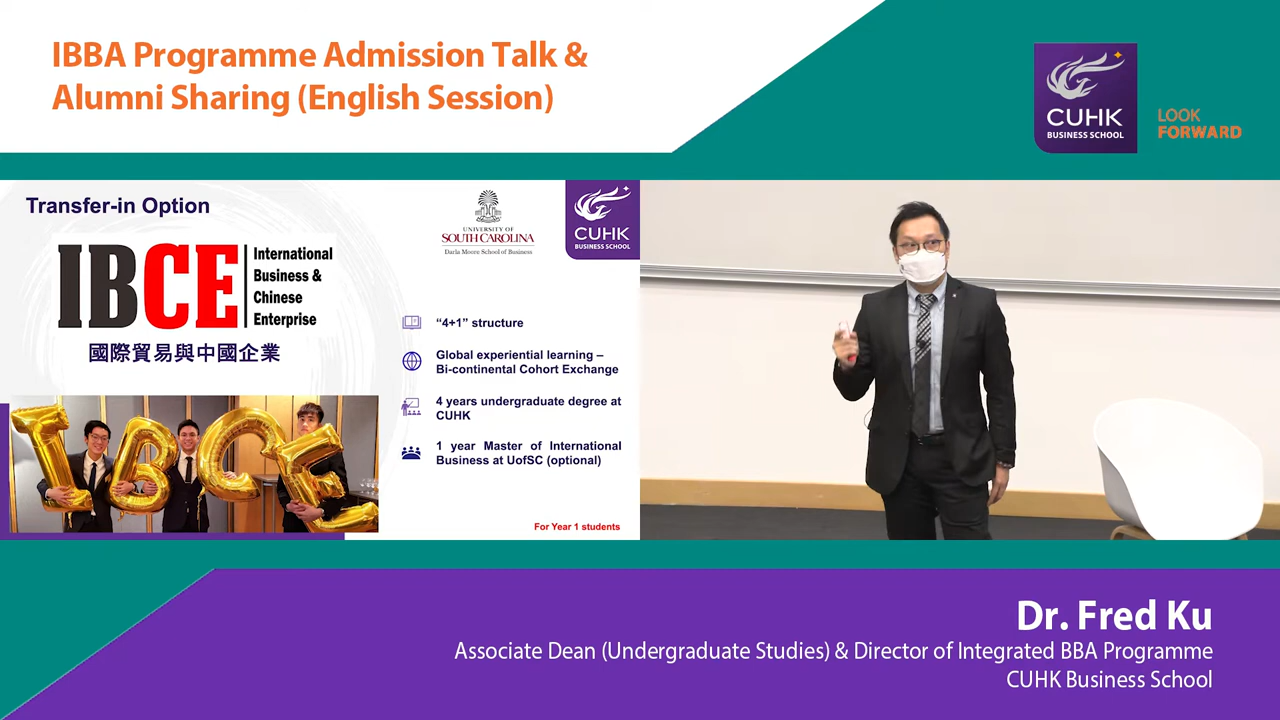 IBBA Programme Admission Talk &
Alumni Sharing (English Session)
CUHK
BUSINESS SCHOOL
LOOK
FORWARD
Transfer-in Option
UNIVERSITY OF
SOUTH CAROLINA
Darla Moore School of Business
CUHK
BUSINESS SCHOOL
IBCE
International
Business &
Chinese
Enterprise
國際貿易與中國企業
“4+1” structure
Global experiential learning –
Bi-continental Cohort Exchange
4 years undergraduate degree at
CUHK
1 year Master of International
Business at UofSC (optional)
IBCE
For Year 1 students
Dr. Fred Ku
Associate Dean (Undergraduate Studies) & Director of Integrated BBA Programme
CUHK Business School